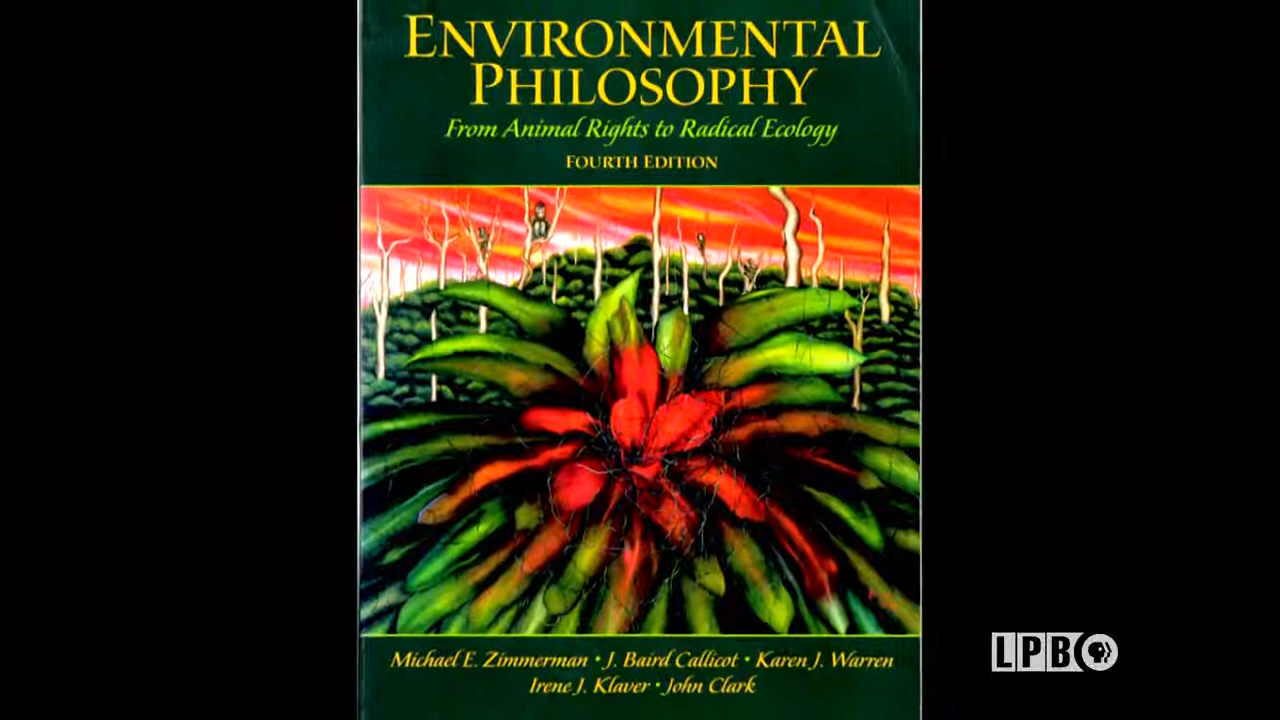 ENVIRONMENTAL
PHILOSOPHY
From Animal Rights to Radical Ecology
FOURTH EDITION
Michael E. Zimmerman • J. Baird Callicot • Karen J. Warren
Irene J. Klaver • John Clark
LPB